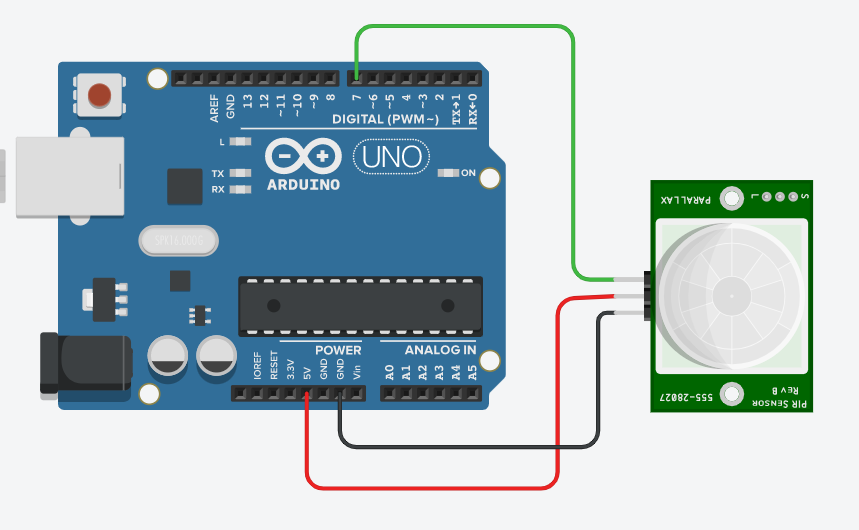 AREF
GND
13
12
~11
~10
~9
8
7
~6
~5
4
~3
2
TX→1
RX←0
DIGITAL (PWM~)
L
TX
RX
UNO
ARDUINO
ON
PARALLAX
L
S
SPK16.000G
POWER
ANALOG IN
IOREF
RESET
3.3V
5V
GND
GND
Vin
A0
A1
A2
A3
A4
A5
PIR SENSOR
REV B
555-28027